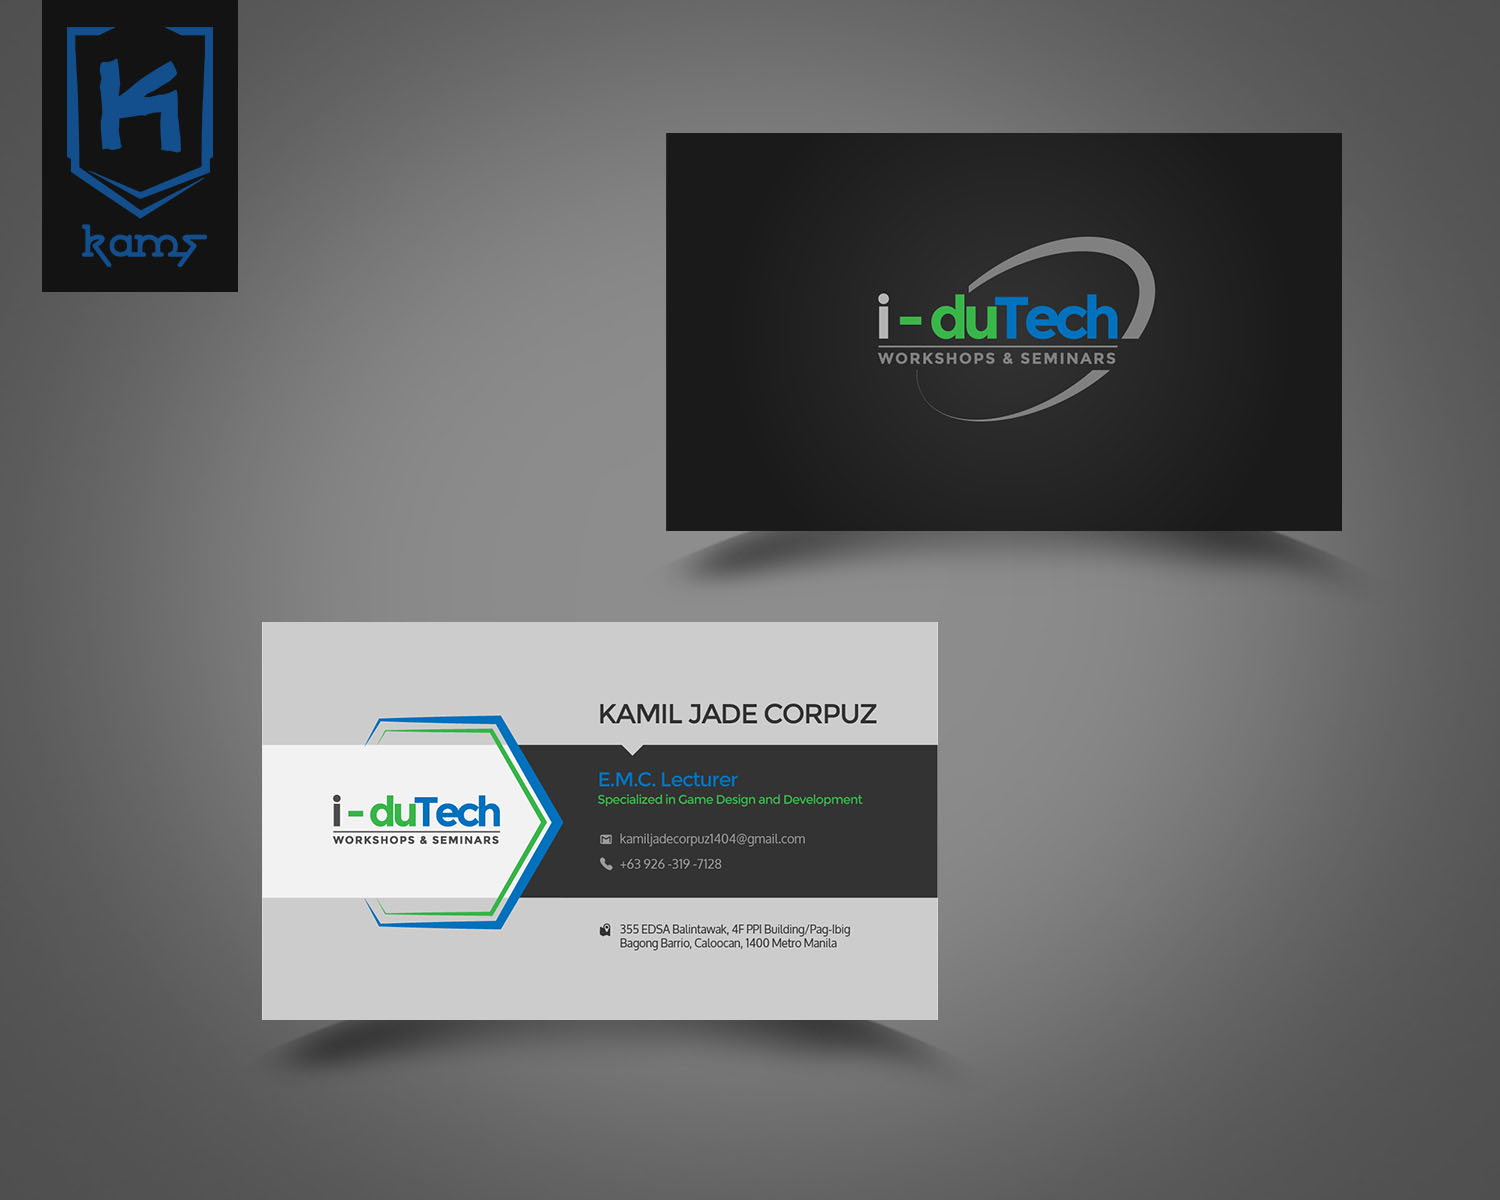 K
kams
i-duTech
WORKSHOPS & SEMINARS
KAMIL JADE CORPUZ
E.M.C. Lecturer
Specialized in Game Design and Development
i-duTech
WORKSHOPS & SEMINARS
kamiljadecorpuz1404@gmail.com
+63 926 -319 -7128
355 EDSA Balintawak, 4F PPI Building/Pag-Ibig
Bagong Barrio, Caloocan, 1400 Metro Manila